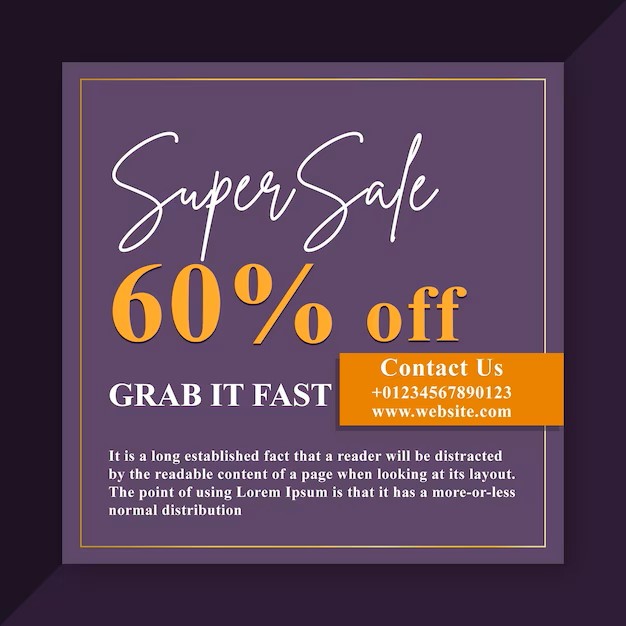 Super Sale
60% off
GRAB IT FAST
Contact Us
+01234567890123
www.website.com
It is a long established fact that a reader will be distracted
by the readable content of a page when looking at its layout.
The point of using Lorem Ipsum is that it has a more-or-less
normal distribution